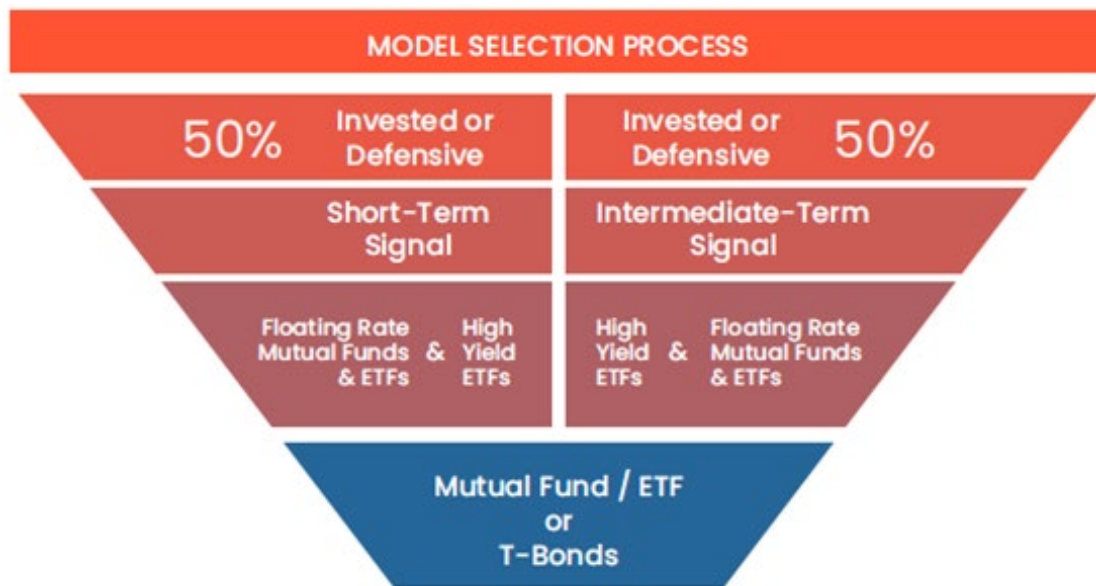 MODEL SELECTION PROCESS
50%
Invested or
Defensive
Invested or
Defensive
50%
Short-Term
Signal
Intermediate-Term
Signal
Floating Rate
Mutual Funds
& ETFs
&
High
Yield
ETFs
High
Yield
ETFs
&
Floating Rate
Mutual Funds
& ETFs
Mutual Fund / ETF
or
T-Bonds